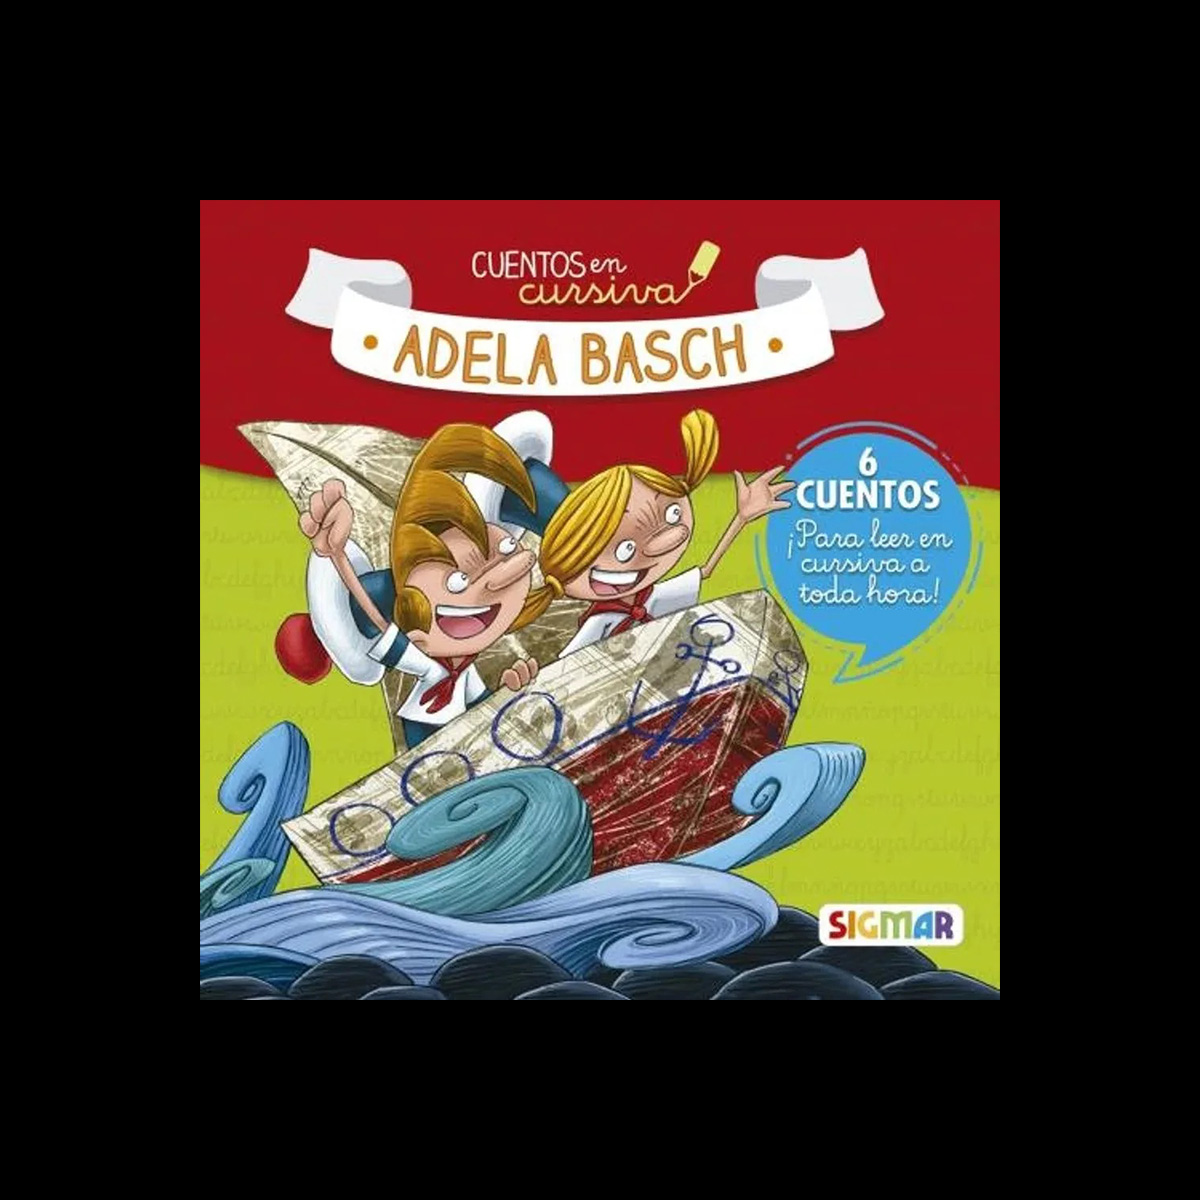 CUENTOS en
cursiva
• ADELA BASCH •
6
CUENTOS
¡Para leer en
cursiva a
toda hora!
SIGMAR